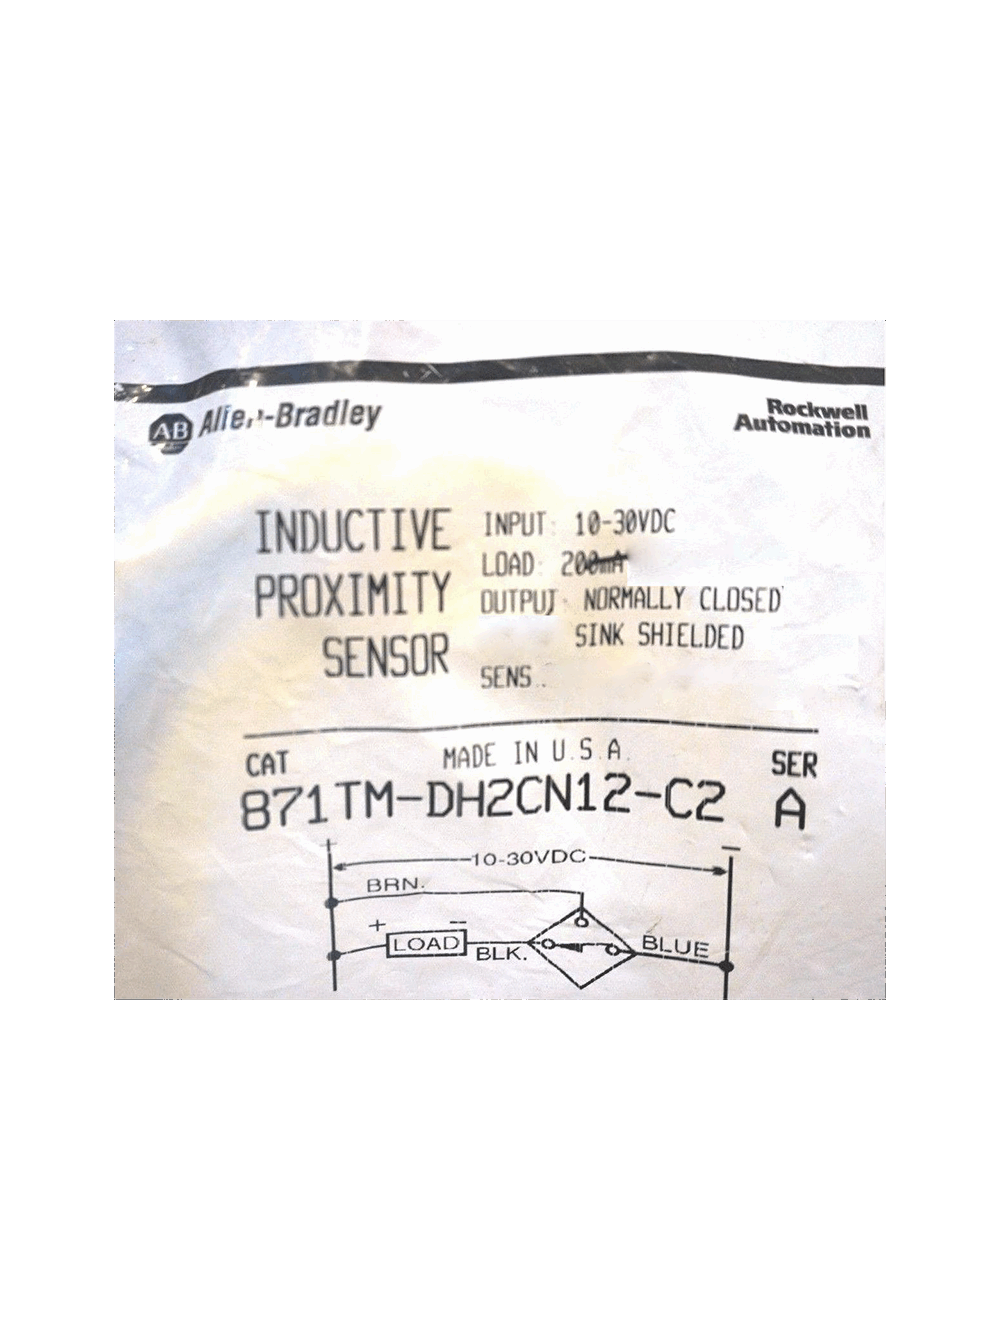 AB Allen-Bradley
Rockwell
Automation
INDUCTIVE
PROXIMITY
SENSOR
INPUT: 10-30VDC
LOAD: 200mA
OUTPUT: NORMALLY CLOSED
SINK SHIELDED
SENS.
CAT
MADE IN U.S.A.
SER
871TM-DH2CN12-C2 A
+ 10-30VDC −
BRN.
+ −
LOAD
BLK.
BLUE